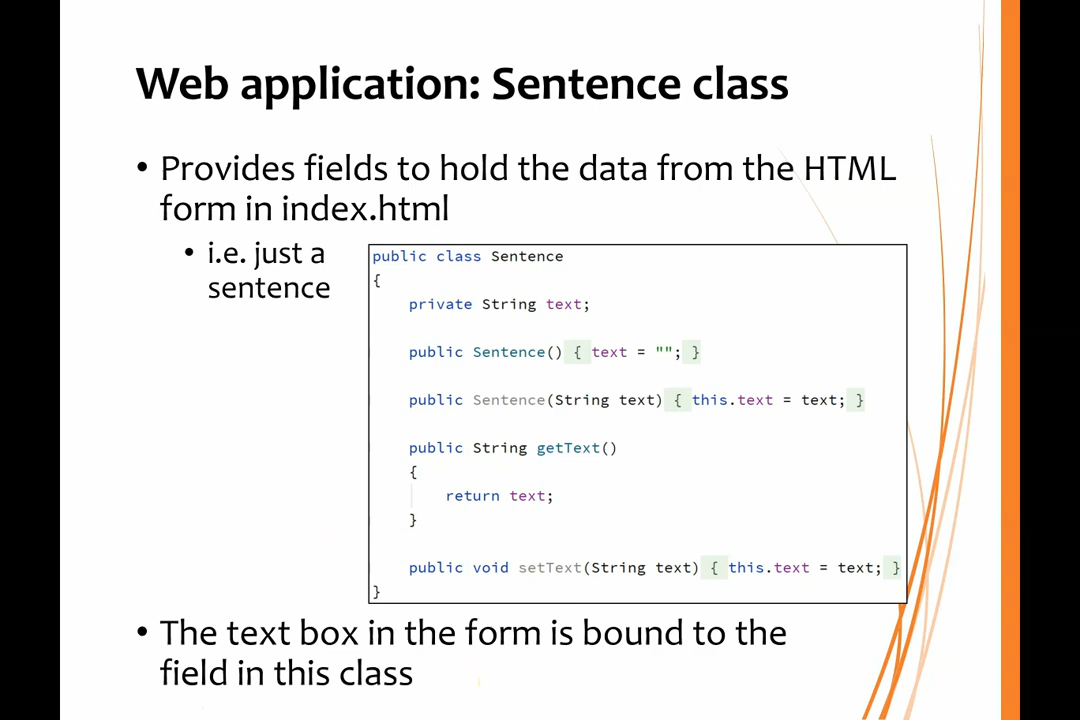 Web application: Sentence class
• Provides fields to hold the data from the HTML
form in index.html
• i.e. just a
sentence
public class Sentence
{
    private String text;
    public Sentence() { text = ""; }
    public Sentence(String text) { this.text = text; }
    public String getText()
    {
        return text;
    }
    public void setText(String text) { this.text = text; }
}
• The text box in the form is bound to the
field in this class